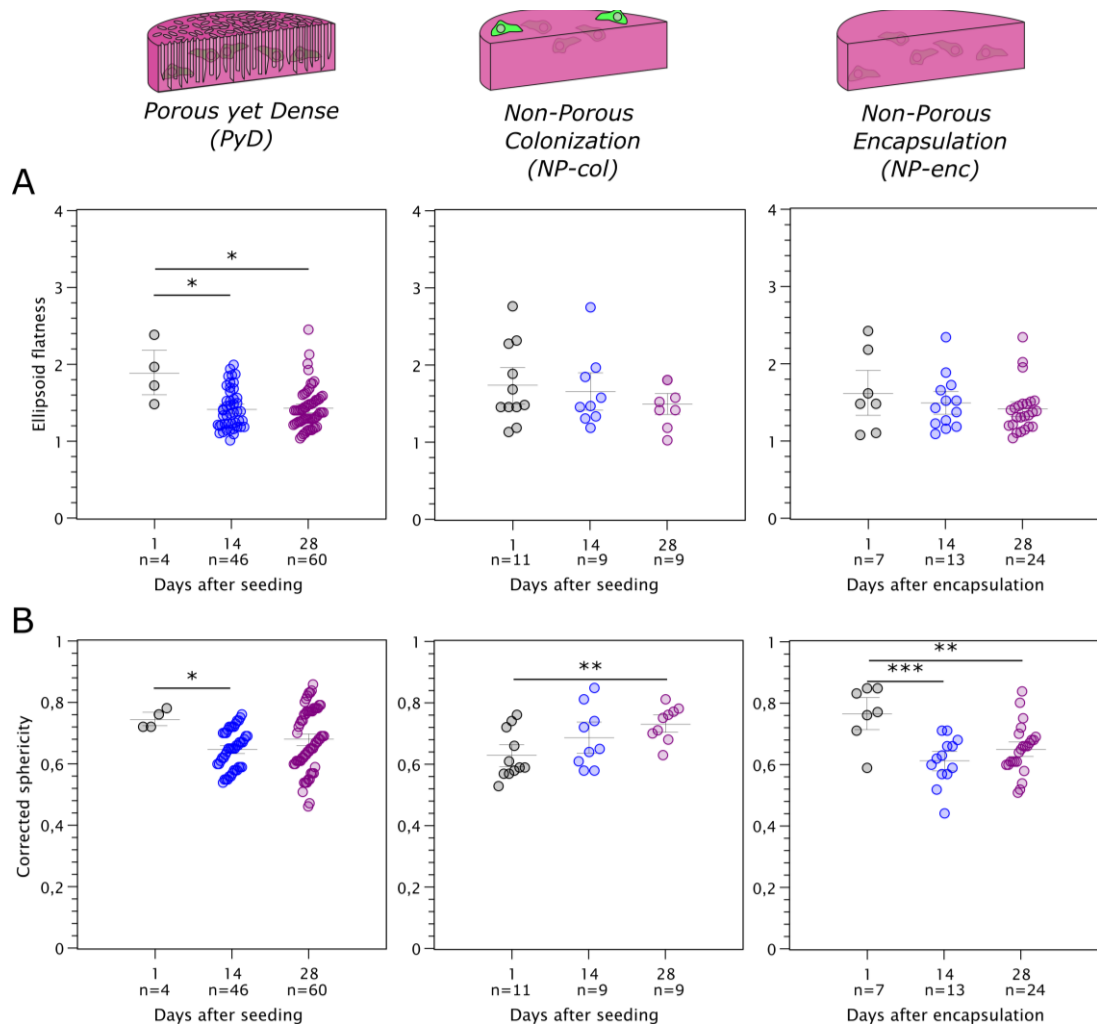 Porous yet Dense
(PyD)
Non-Porous
Colonization
(NP-col)
Non-Porous
Encapsulation
(NP-enc)
A
Ellipsoid flatness
4
3
2
1
0
*
*
1
n=4
14
n=46
28
n=60
Days after seeding
4
3
2
1
0
1
n=11
14
n=9
28
n=9
Days after seeding
4
3
2
1
0
1
n=7
14
n=13
28
n=24
Days after encapsulation
B
Corrected sphericity
1
0,8
0,6
0,4
0,2
0
*
1
n=4
14
n=46
28
n=60
Days after seeding
1
0,8
0,6
0,4
0,2
0
**
1
n=11
14
n=9
28
n=9
Days after seeding
1
0,8
0,6
0,4
0,2
0
**
***
1
n=7
14
n=13
28
n=24
Days after encapsulation